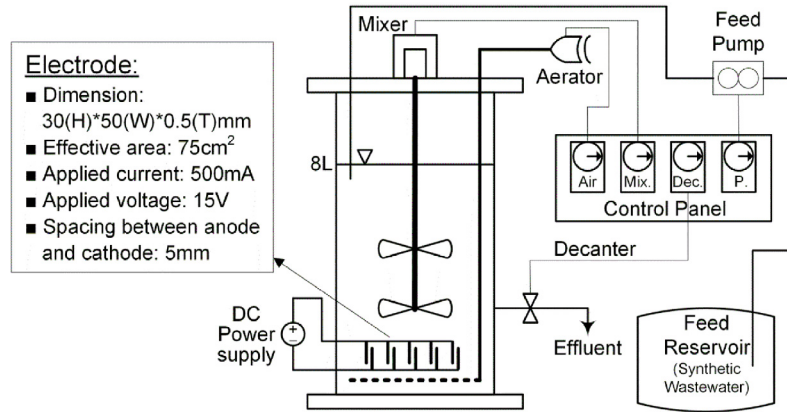 Electrode:
■ Dimension:
30(H)*50(W)*0.5(T)mm
■ Effective area: 75cm²
■ Applied current: 500mA
■ Applied voltage: 15V
■ Spacing between anode
and cathode: 5mm
Mixer
Aerator
Feed
Pump
8L
Air
Mix.
Dec.
P.
Control Panel
Decanter
DC
Power
supply
+
−
Effluent
Feed
Reservoir
(Synthetic
Wastewater)